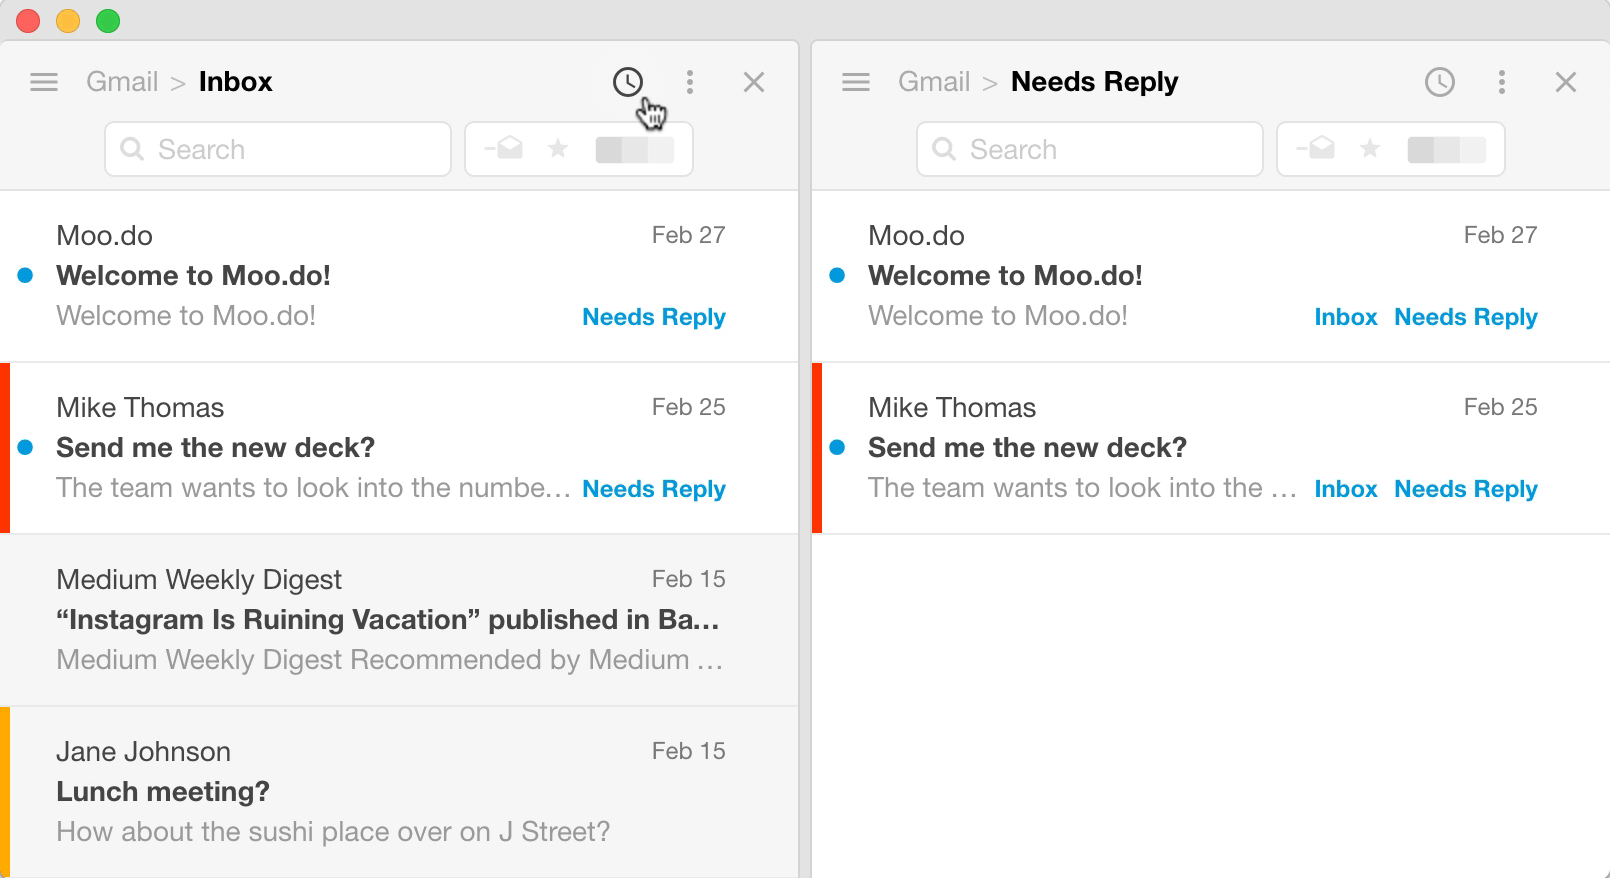 Gmail > Inbox
Search
Moo.do Feb 27
Welcome to Moo.do!
Welcome to Moo.do! Needs Reply
Mike Thomas Feb 25
Send me the new deck?
The team wants to look into the numbe... Needs Reply
Medium Weekly Digest Feb 15
“Instagram Is Ruining Vacation” published in Ba...
Medium Weekly Digest Recommended by Medium ...
Jane Johnson Feb 15
Lunch meeting?
How about the sushi place over on J Street?
Gmail > Needs Reply
Search
Moo.do Feb 27
Welcome to Moo.do!
Welcome to Moo.do! Inbox Needs Reply
Mike Thomas Feb 25
Send me the new deck?
The team wants to look into the ... Inbox Needs Reply